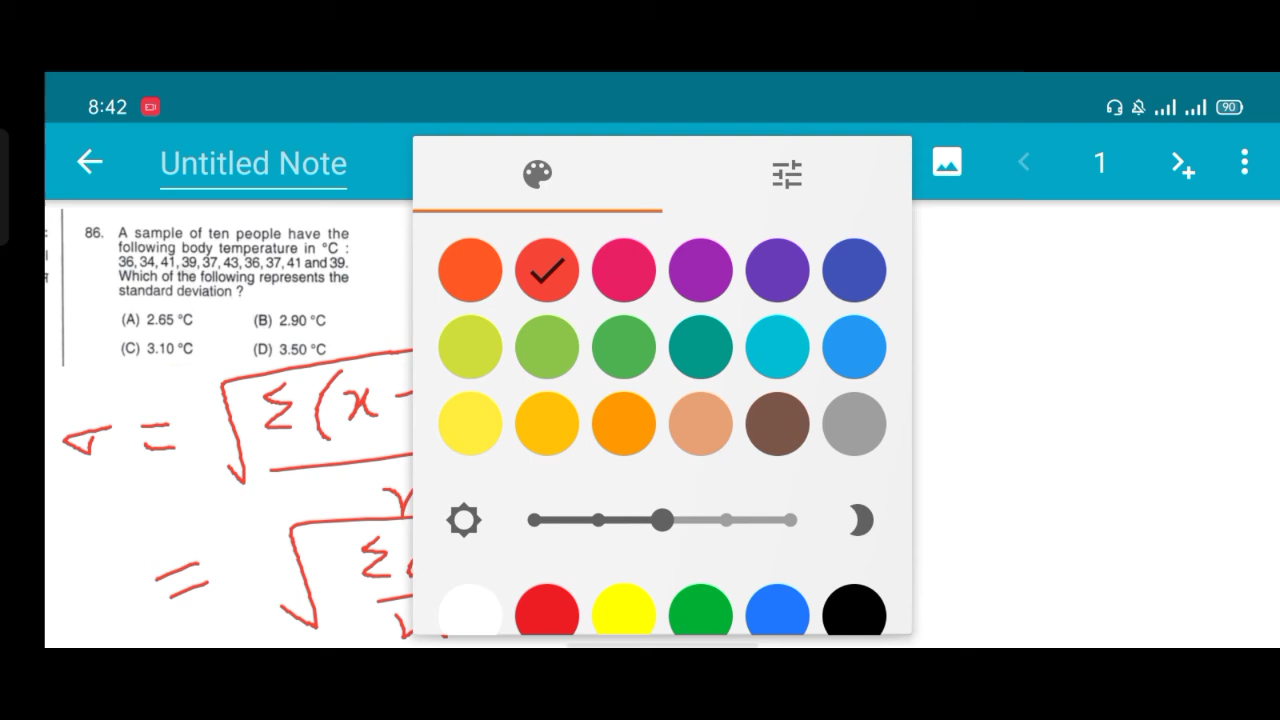 8:42
90
Untitled Note
1
86. A sample of ten people have the
following body temperature in °C :
36, 34, 41, 39, 37, 43, 36, 37, 41 and 39.
Which of the following represents the
standard deviation ?
(A) 2.65 °C (B) 2.90 °C
(C) 3.10 °C (D) 3.50 °C
σ = √ Σ (x -
= √ Σ